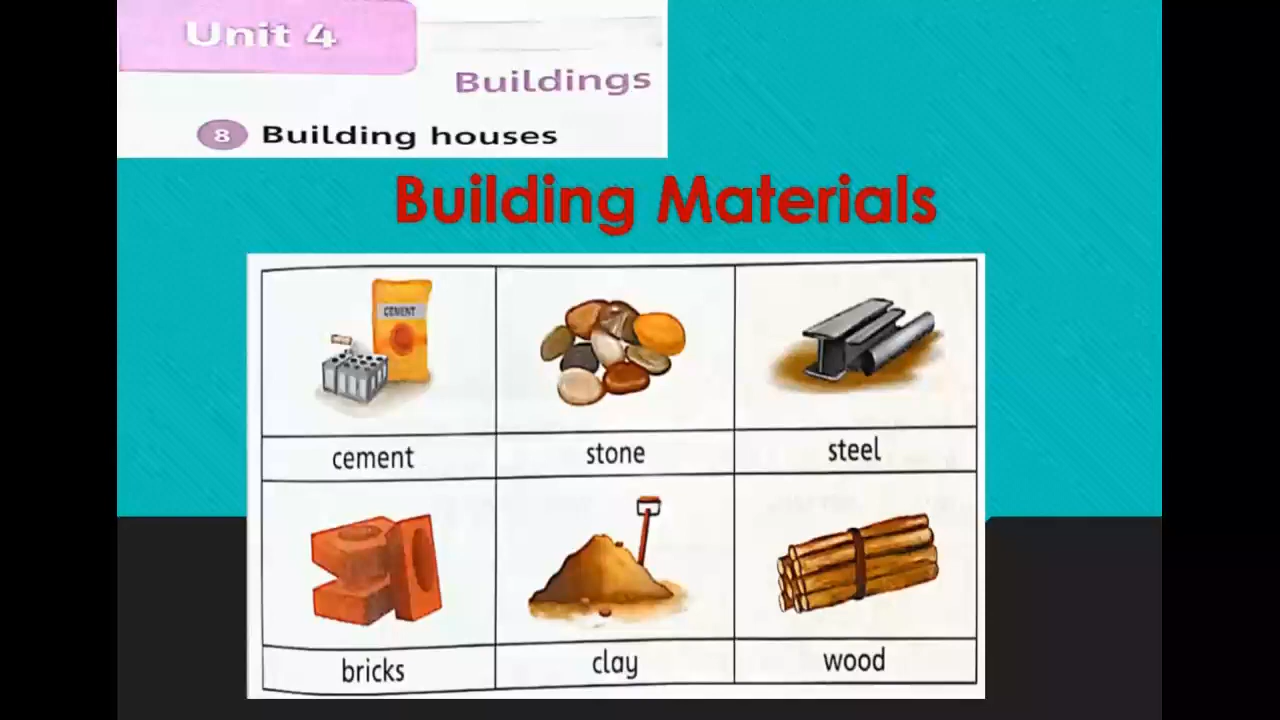 Unit 4
Buildings
8 Building houses
Building Materials
CEMENT
cement stone steel
bricks clay wood